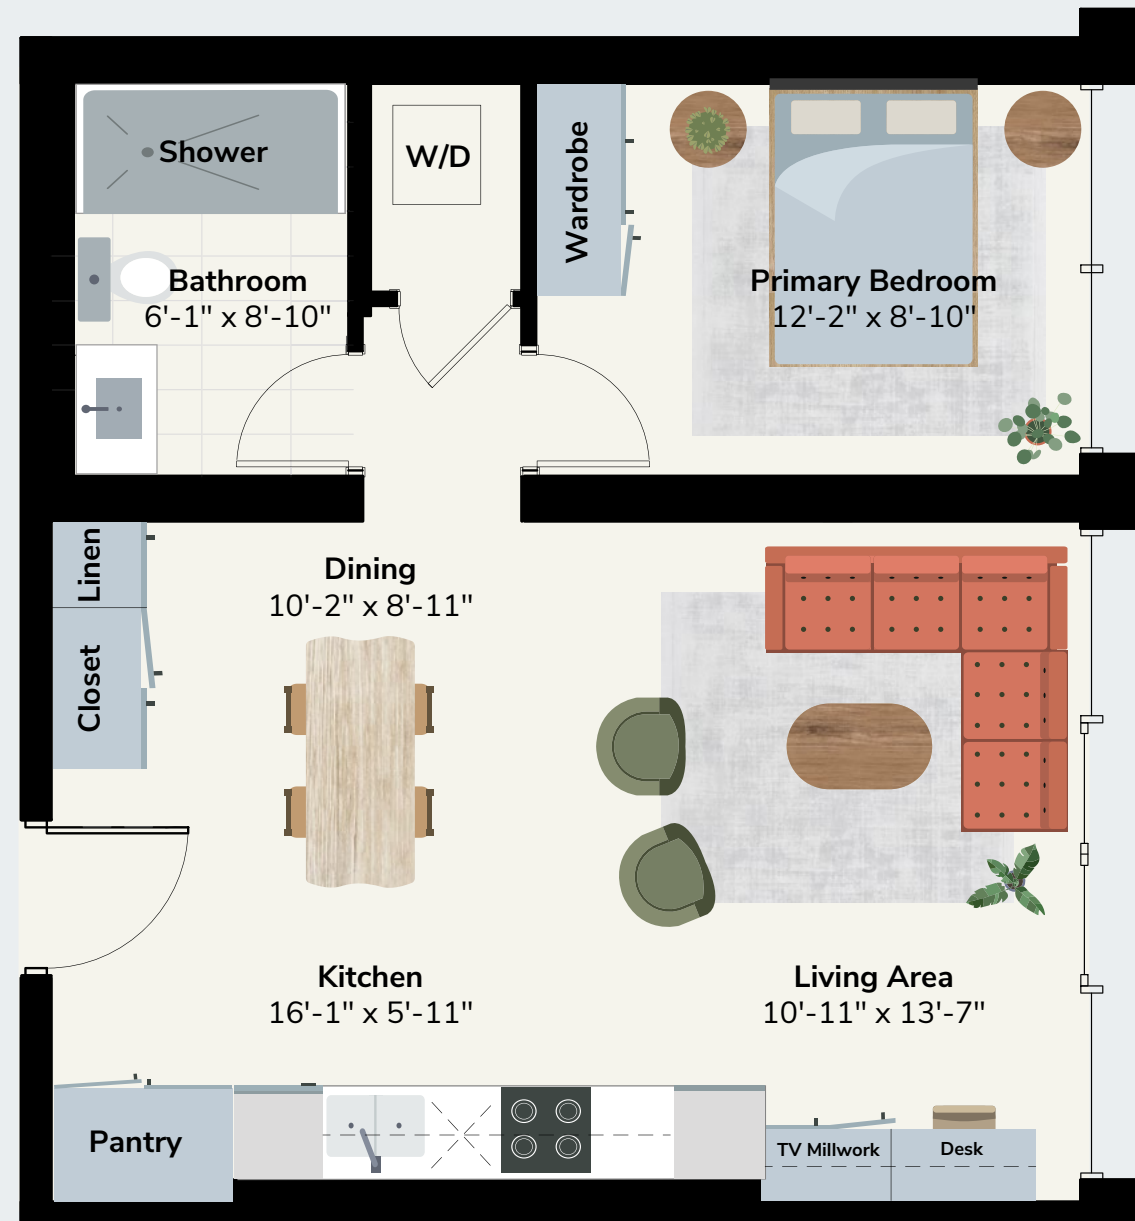 Shower
W/D
Wardrobe
Bathroom
6'-1" x 8'-10"
Primary Bedroom
12'-2" x 8'-10"
Linen
Closet
Dining
10'-2" x 8'-11"
Kitchen
16'-1" x 5'-11"
Living Area
10'-11" x 13'-7"
Pantry
TV Millwork
Desk